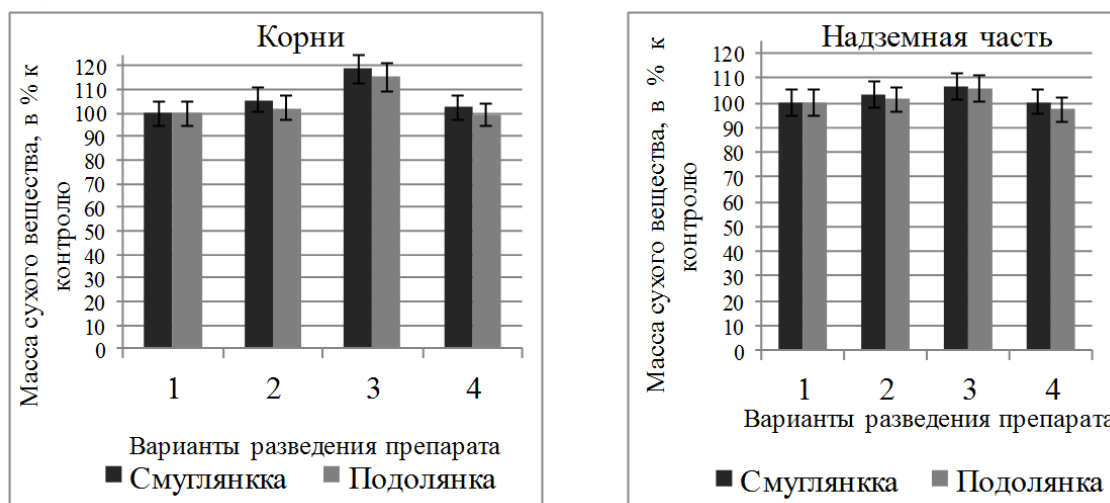 Корни
Масса сухого вещества, в % к
контролю
120
110
100
90
80
70
60
50
40
30
20
10
0
1 2 3 4
Варианты разведения препарата
Смуглянкка Подолянка
Надземная часть
Масса сухого вещества, в % к
контролю
120
110
100
90
80
70
60
50
40
30
20
10
0
1 2 3 4
Варианты разведения препарата
Смуглянкка Подолянка